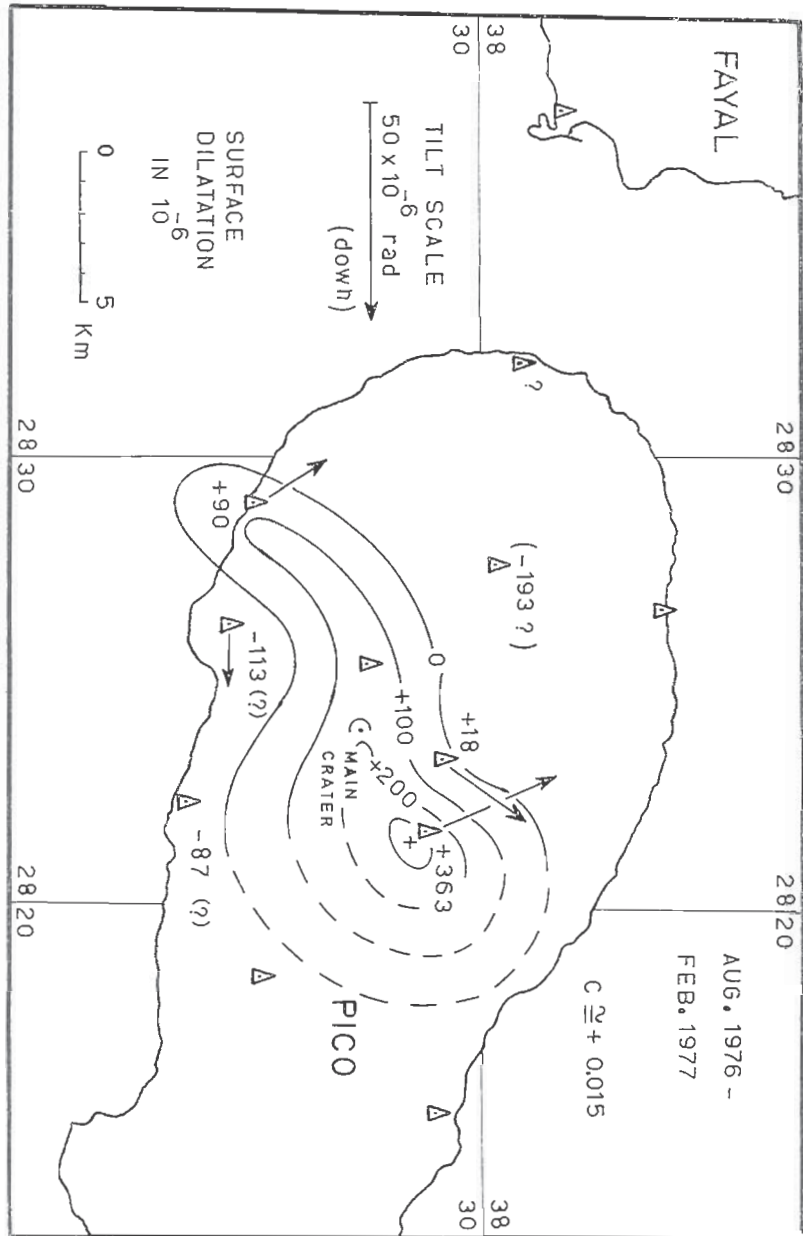 28 30
28 20
FAYAL
AUG. 1976 -
FEB. 1977
C ≅ + 0.015
?
(-193 ?)
38
30
38
30
0
+18
+100
+200
+363
+
TILT SCALE
50 x 10⁻⁶ rad
(dowh)
MAIN
CRATER
PICO
SURFACE
DILATATION
IN 10⁻⁶
+90
-113 (?)
-87 (?)
0 5 Km
28 30
28 20